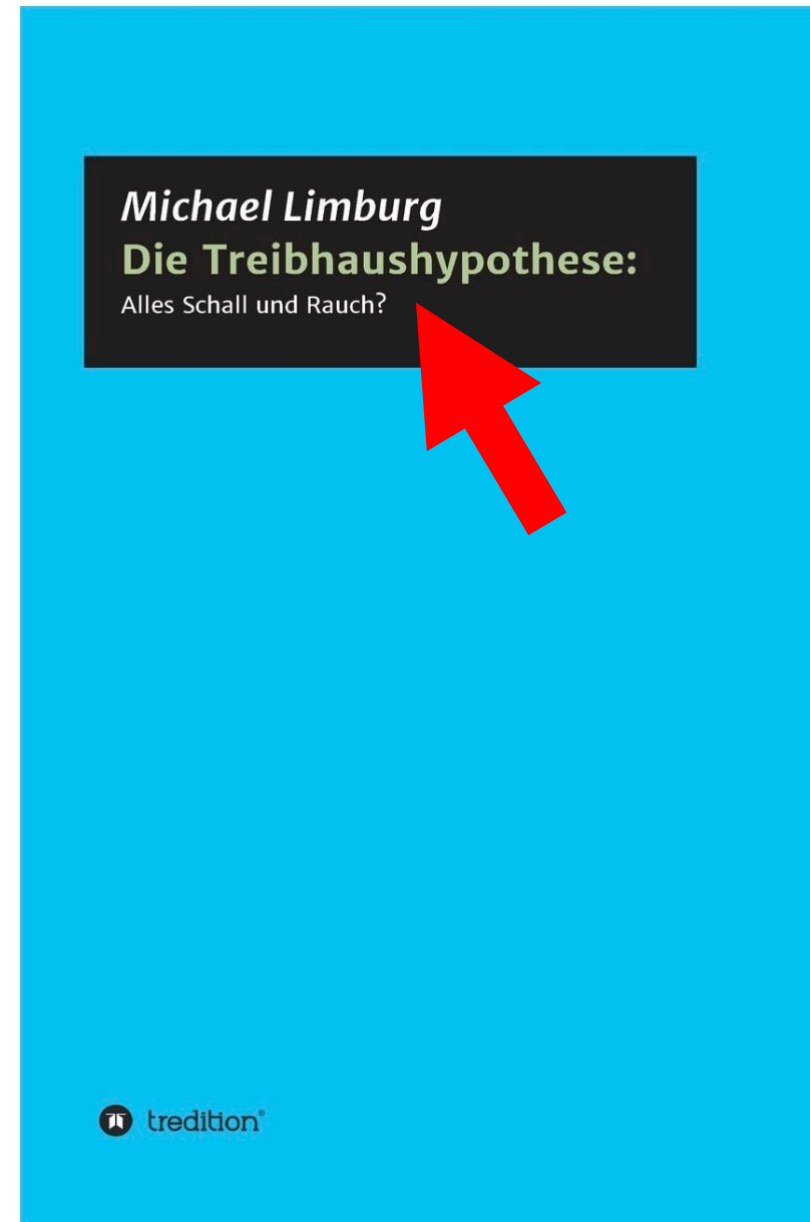 Michael Limburg
Die Treibhaushypothese:
Alles Schall und Rauch?
tredition®